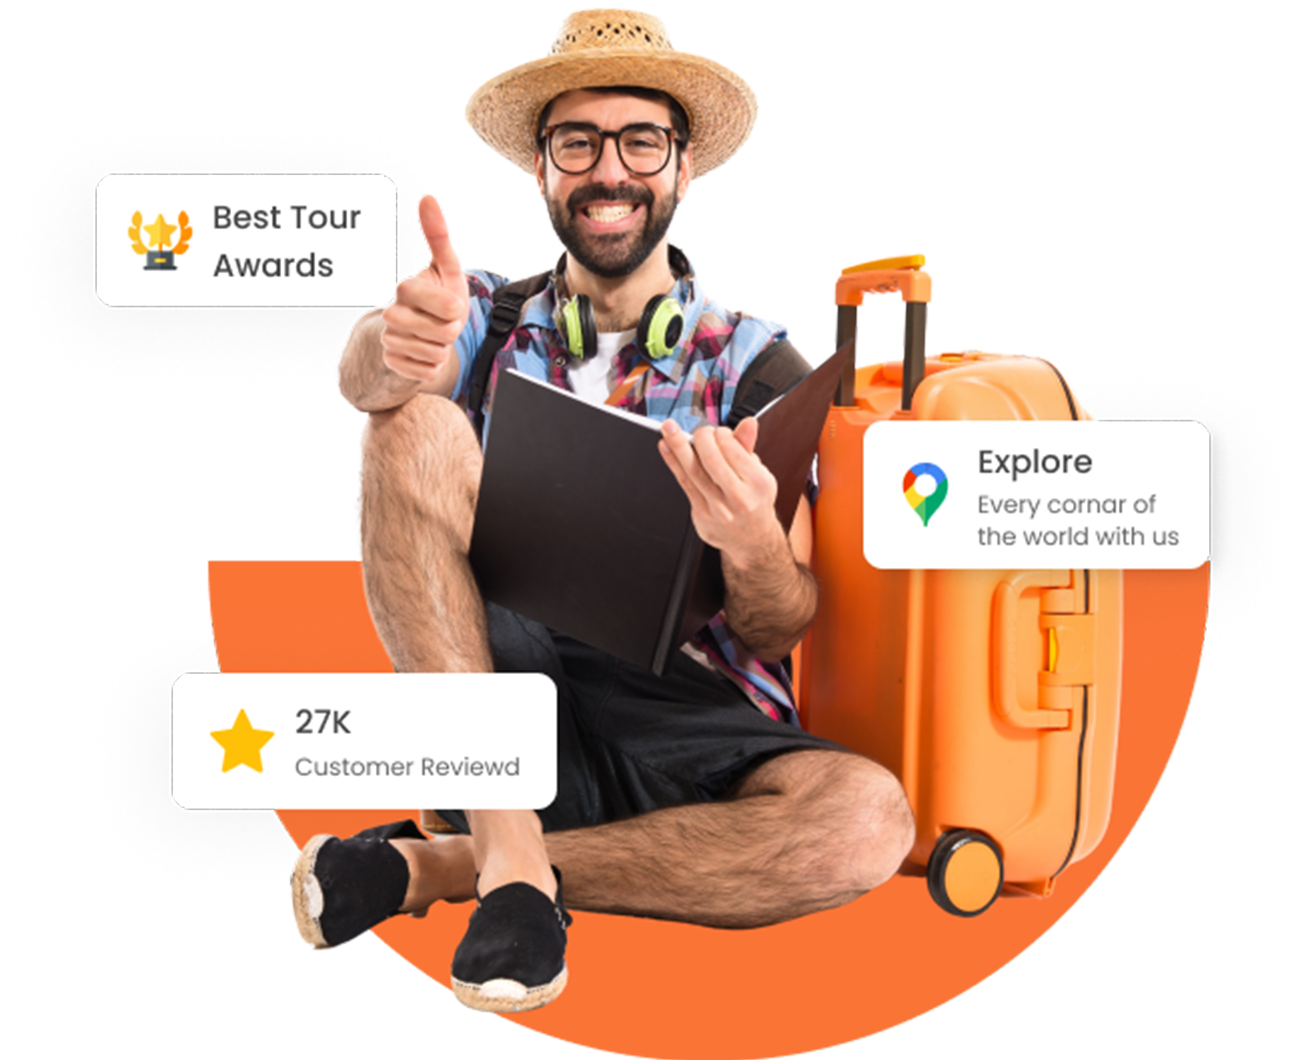 Best Tour
Awards
Explore
Every cornar of
the world with us
27K
Customer Reviewd